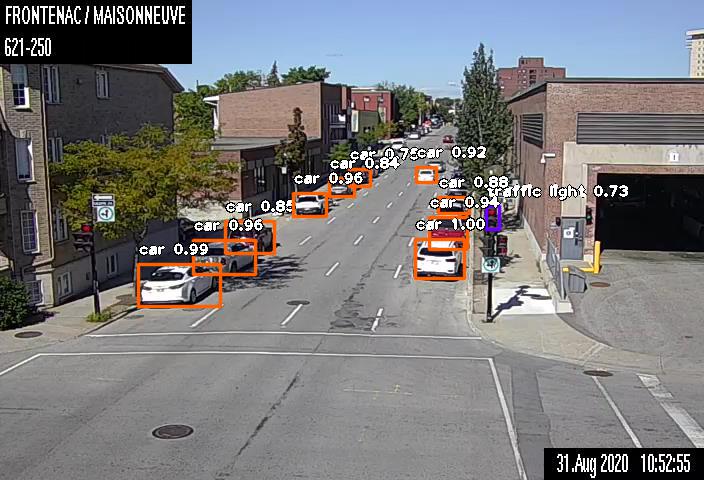 FRONTENAC / MAISONNEUVE
621-250
car 0.75
car 0.92
car 0.84
car 0.96
car 0.88
traffic light 0.73
car 0.94
car 0.85
car 0.96
car 1.00
car 0.99
31.Aug 2020 10:52:55